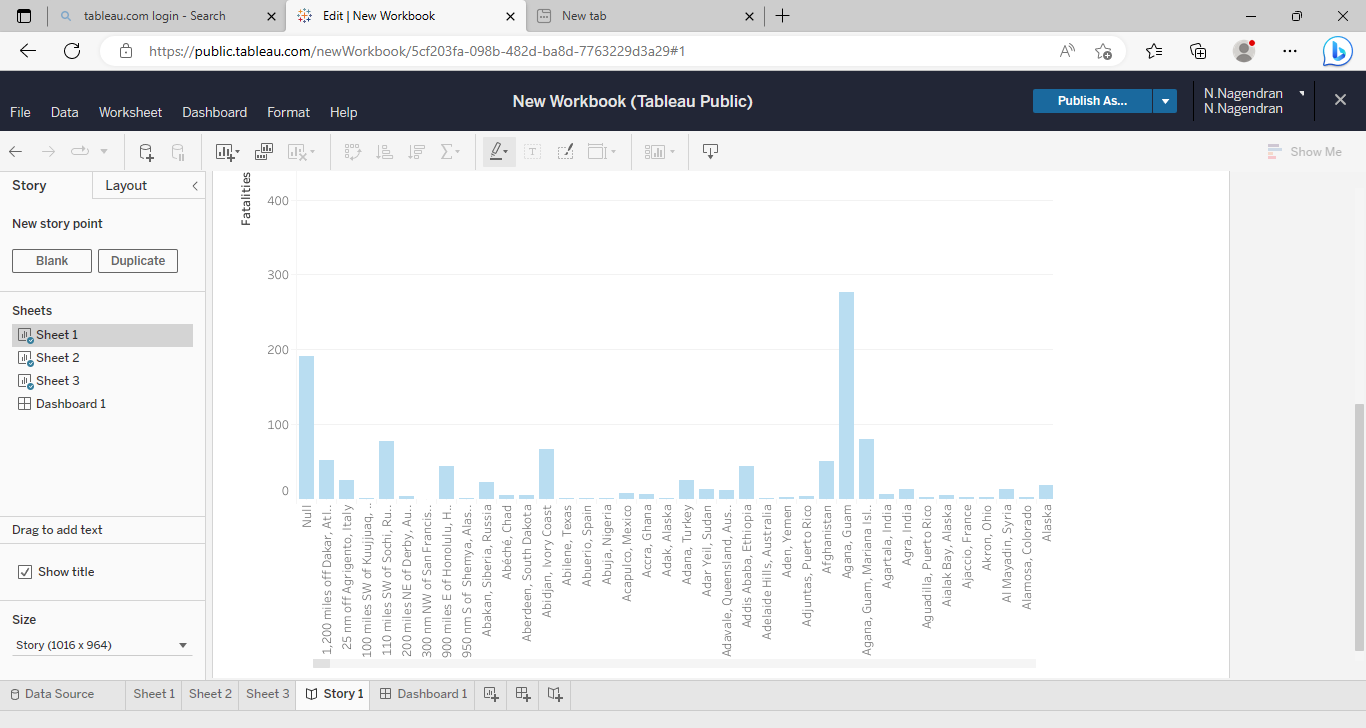 tableau.com login - Search
Edit | New Workbook
New tab
https://public.tableau.com/newWorkbook/5cf203fa-098b-482d-ba8d-7763229d3a29#1
File Data Worksheet Dashboard Format Help
New Workbook (Tableau Public)
Publish As...
N.Nagendran
N.Nagendran
Show Me
Story Layout
New story point
Blank Duplicate
Sheets
Sheet 1
Sheet 2
Sheet 3
Dashboard 1
Drag to add text
Show title
Size
Story (1016 x 964)
Fatalities
400
300
200
100
0
Null
1,200 miles off Dakar, Atl..
25 nm off Agrigento, Italy
100 miles SW of Kuujjuaq, ..
110 miles SW of Sochi, Ru..
200 miles NE of Derby, Au..
300 nm NW of San Francis..
900 miles E of Honolulu, H..
950 nm S of Shemya, Alas..
Abakan, Siberia, Russia
Abéché, Chad
Aberdeen, South Dakota
Abidjan, Ivory Coast
Abilene, Texas
Abuerio, Spain
Abuja, Nigeria
Acapulco, Mexico
Accra, Ghana
Adak, Alaska
Adana, Turkey
Adar Yeil, Sudan
Adavale, Queensland, Aus..
Addis Ababa, Ethiopia
Adelaide Hills, Australia
Aden, Yemen
Adjuntas, Puerto Rico
Afghanistan
Agana, Guam
Agana, Guam, Mariana Isl..
Agartala, India
Agra, India
Aguadilla, Puerto Rico
Aialak Bay, Alaska
Ajaccio, France
Akron, Ohio
Al Mayadin, Syria
Alamosa, Colorado
Alaska
Data Source Sheet 1 Sheet 2 Sheet 3 Story 1 Dashboard 1